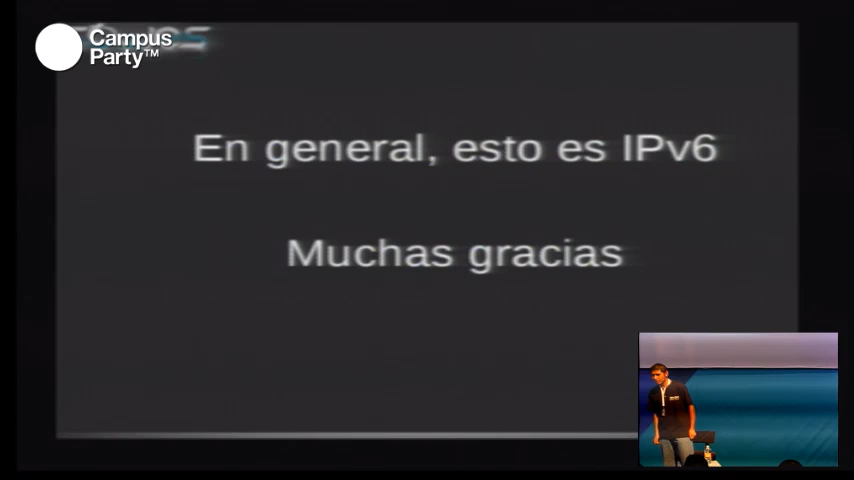 Campus
Party™
En general, esto es IPv6
Muchas gracias